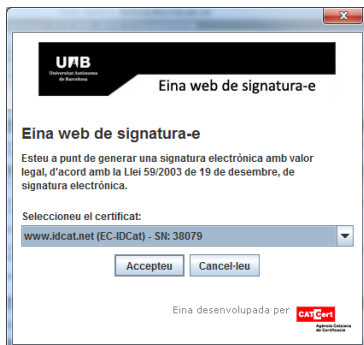 UAB
Universitat Autònoma
de Barcelona
Eina web de signatura-e
Eina web de signatura-e
Esteu a punt de generar una signatura electrònica amb valor
legal, d'acord amb la Llei 59/2003 de 19 de desembre, de
signatura electrònica.
Seleccioneu el certificat:
www.idcat.net (EC-IDCat) - SN: 38079
Accepteu Cancel·leu
Eina desenvolupada per CATCert
Agència Catalana
de Certificació